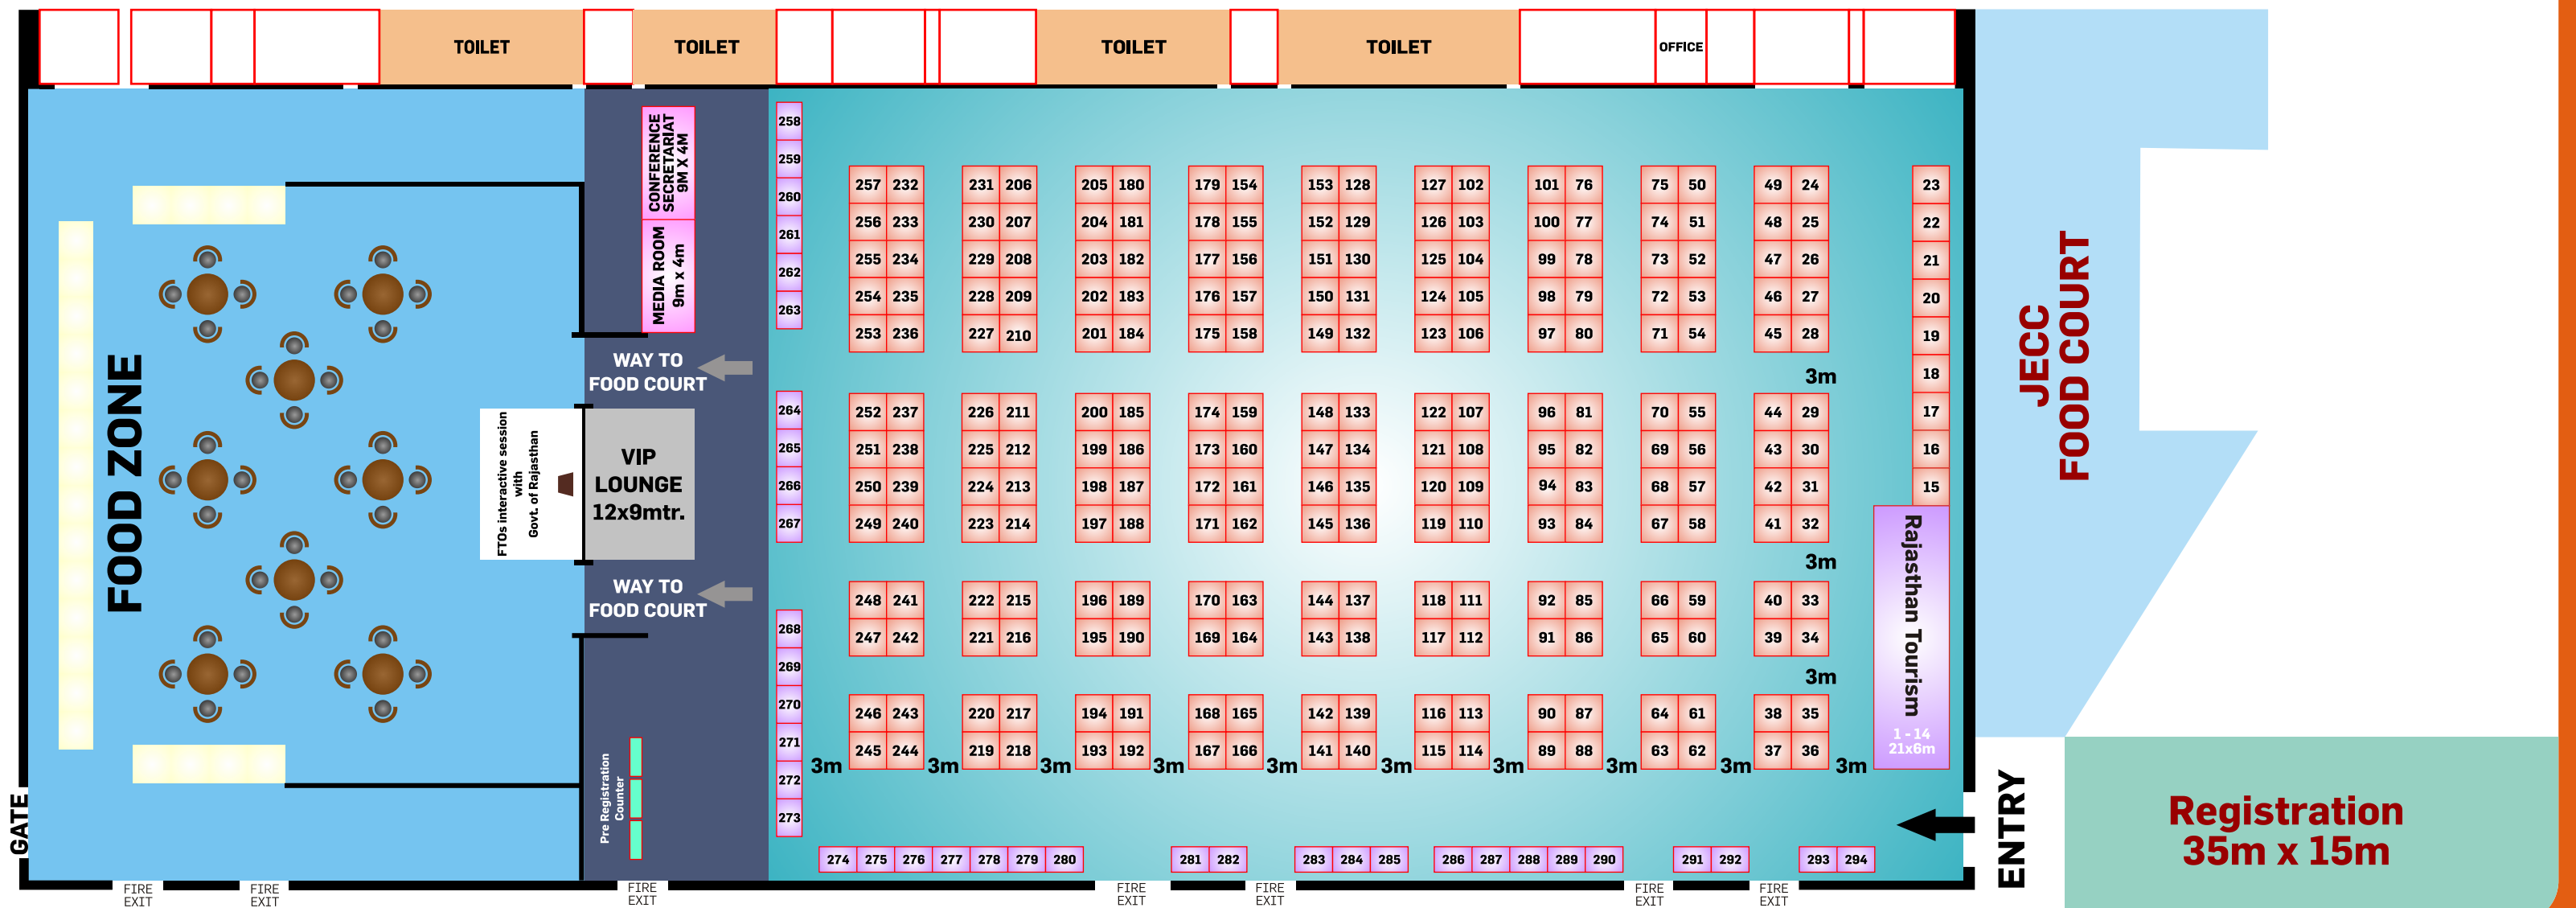 TOILET
TOILET
TOILET
TOILET
OFFICE
CONFERENCE
SECRETARIAT
9M X 4M
MEDIA ROOM
9m x 4m
WAY TO
FOOD COURT
VIP
LOUNGE
12x9mtr.
FTOs interactive session
with
Govt. of Rajasthan
WAY TO
FOOD COURT
Pre Registration
Counter
FOOD ZONE
GATE
258
259
260
261
262
263
264
265
266
267
268
269
270
271
272
273
257 232 231 206 205 180 179 154 153 128 127 102 101 76 75 50 49 24
256 233 230 207 204 181 178 155 152 129 126 103 100 77 74 51 48 25
255 234 229 208 203 182 177 156 151 130 125 104 99 78 73 52 47 26
254 235 228 209 202 183 176 157 150 131 124 105 98 79 72 53 46 27
253 236 227 210 201 184 175 158 149 132 123 106 97 80 71 54 45 28
3m
252 237 226 211 200 185 174 159 148 133 122 107 96 81 70 55 44 29
251 238 225 212 199 186 173 160 147 134 121 108 95 82 69 56 43 30
250 239 224 213 198 187 172 161 146 135 120 109 94 83 68 57 42 31
249 240 223 214 197 188 171 162 145 136 119 110 93 84 67 58 41 32
3m
248 241 222 215 196 189 170 163 144 137 118 111 92 85 66 59 40 33
247 242 221 216 195 190 169 164 143 138 117 112 91 86 65 60 39 34
3m
246 243 220 217 194 191 168 165 142 139 116 113 90 87 64 61 38 35
245 244 219 218 193 192 167 166 141 140 115 114 89 88 63 62 37 36
3m 3m 3m 3m 3m 3m 3m 3m 3m 3m
23
22
21
20
19
18
17
16
15
Rajasthan Tourism
1 - 14
21x6m
274 275 276 277 278 279 280 281 282 283 284 285 286 287 288 289 290 291 292 293 294
ENTRY
JECC
FOOD COURT
Registration
35m x 15m
FIRE
EXIT
FIRE
EXIT
FIRE
EXIT
FIRE
EXIT
FIRE
EXIT
FIRE
EXIT
FIRE
EXIT